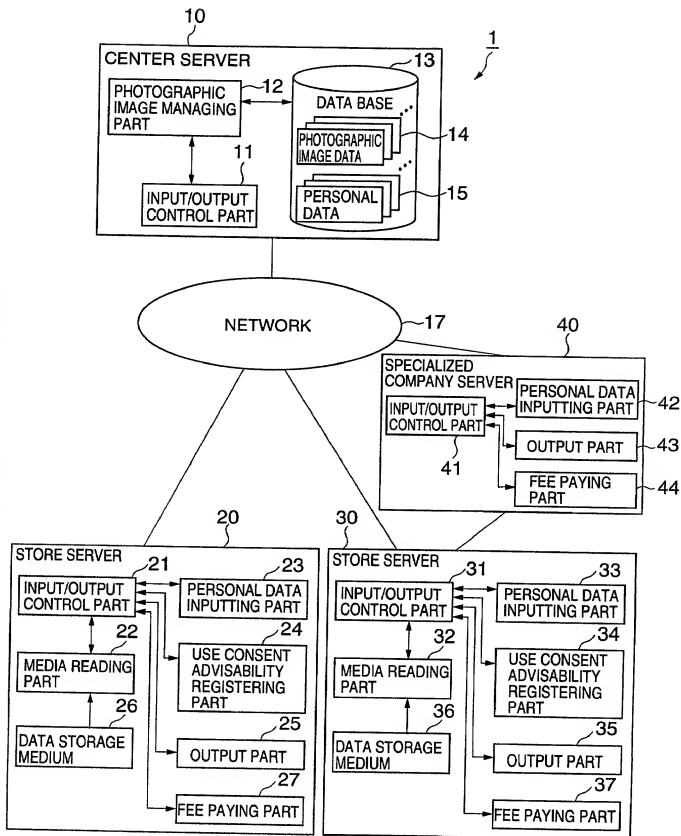 10
1
CENTER SERVER
13
12
PHOTOGRAPHIC
IMAGE MANAGING
PART
DATA BASE
PHOTOGRAPHIC
IMAGE DATA
14
11
INPUT/OUTPUT
CONTROL PART
PERSONAL
DATA
15
NETWORK
17
40
SPECIALIZED
COMPANY SERVER
PERSONAL DATA
INPUTTING PART
42
INPUT/OUTPUT
CONTROL PART
41
OUTPUT PART
43
FEE PAYING
PART
44
20
STORE SERVER
21
INPUT/OUTPUT
CONTROL PART
23
PERSONAL DATA
INPUTTING PART
22
MEDIA READING
PART
24
USE CONSENT
ADVISABILITY
REGISTERING
PART
26
DATA STORAGE
MEDIUM
25
OUTPUT PART
27
FEE PAYING PART
30
STORE SERVER
31
INPUT/OUTPUT
CONTROL PART
33
PERSONAL DATA
INPUTTING PART
32
MEDIA READING
PART
34
USE CONSENT
ADVISABILITY
REGISTERING
PART
36
DATA STORAGE
MEDIUM
35
OUTPUT PART
37
FEE PAYING PART